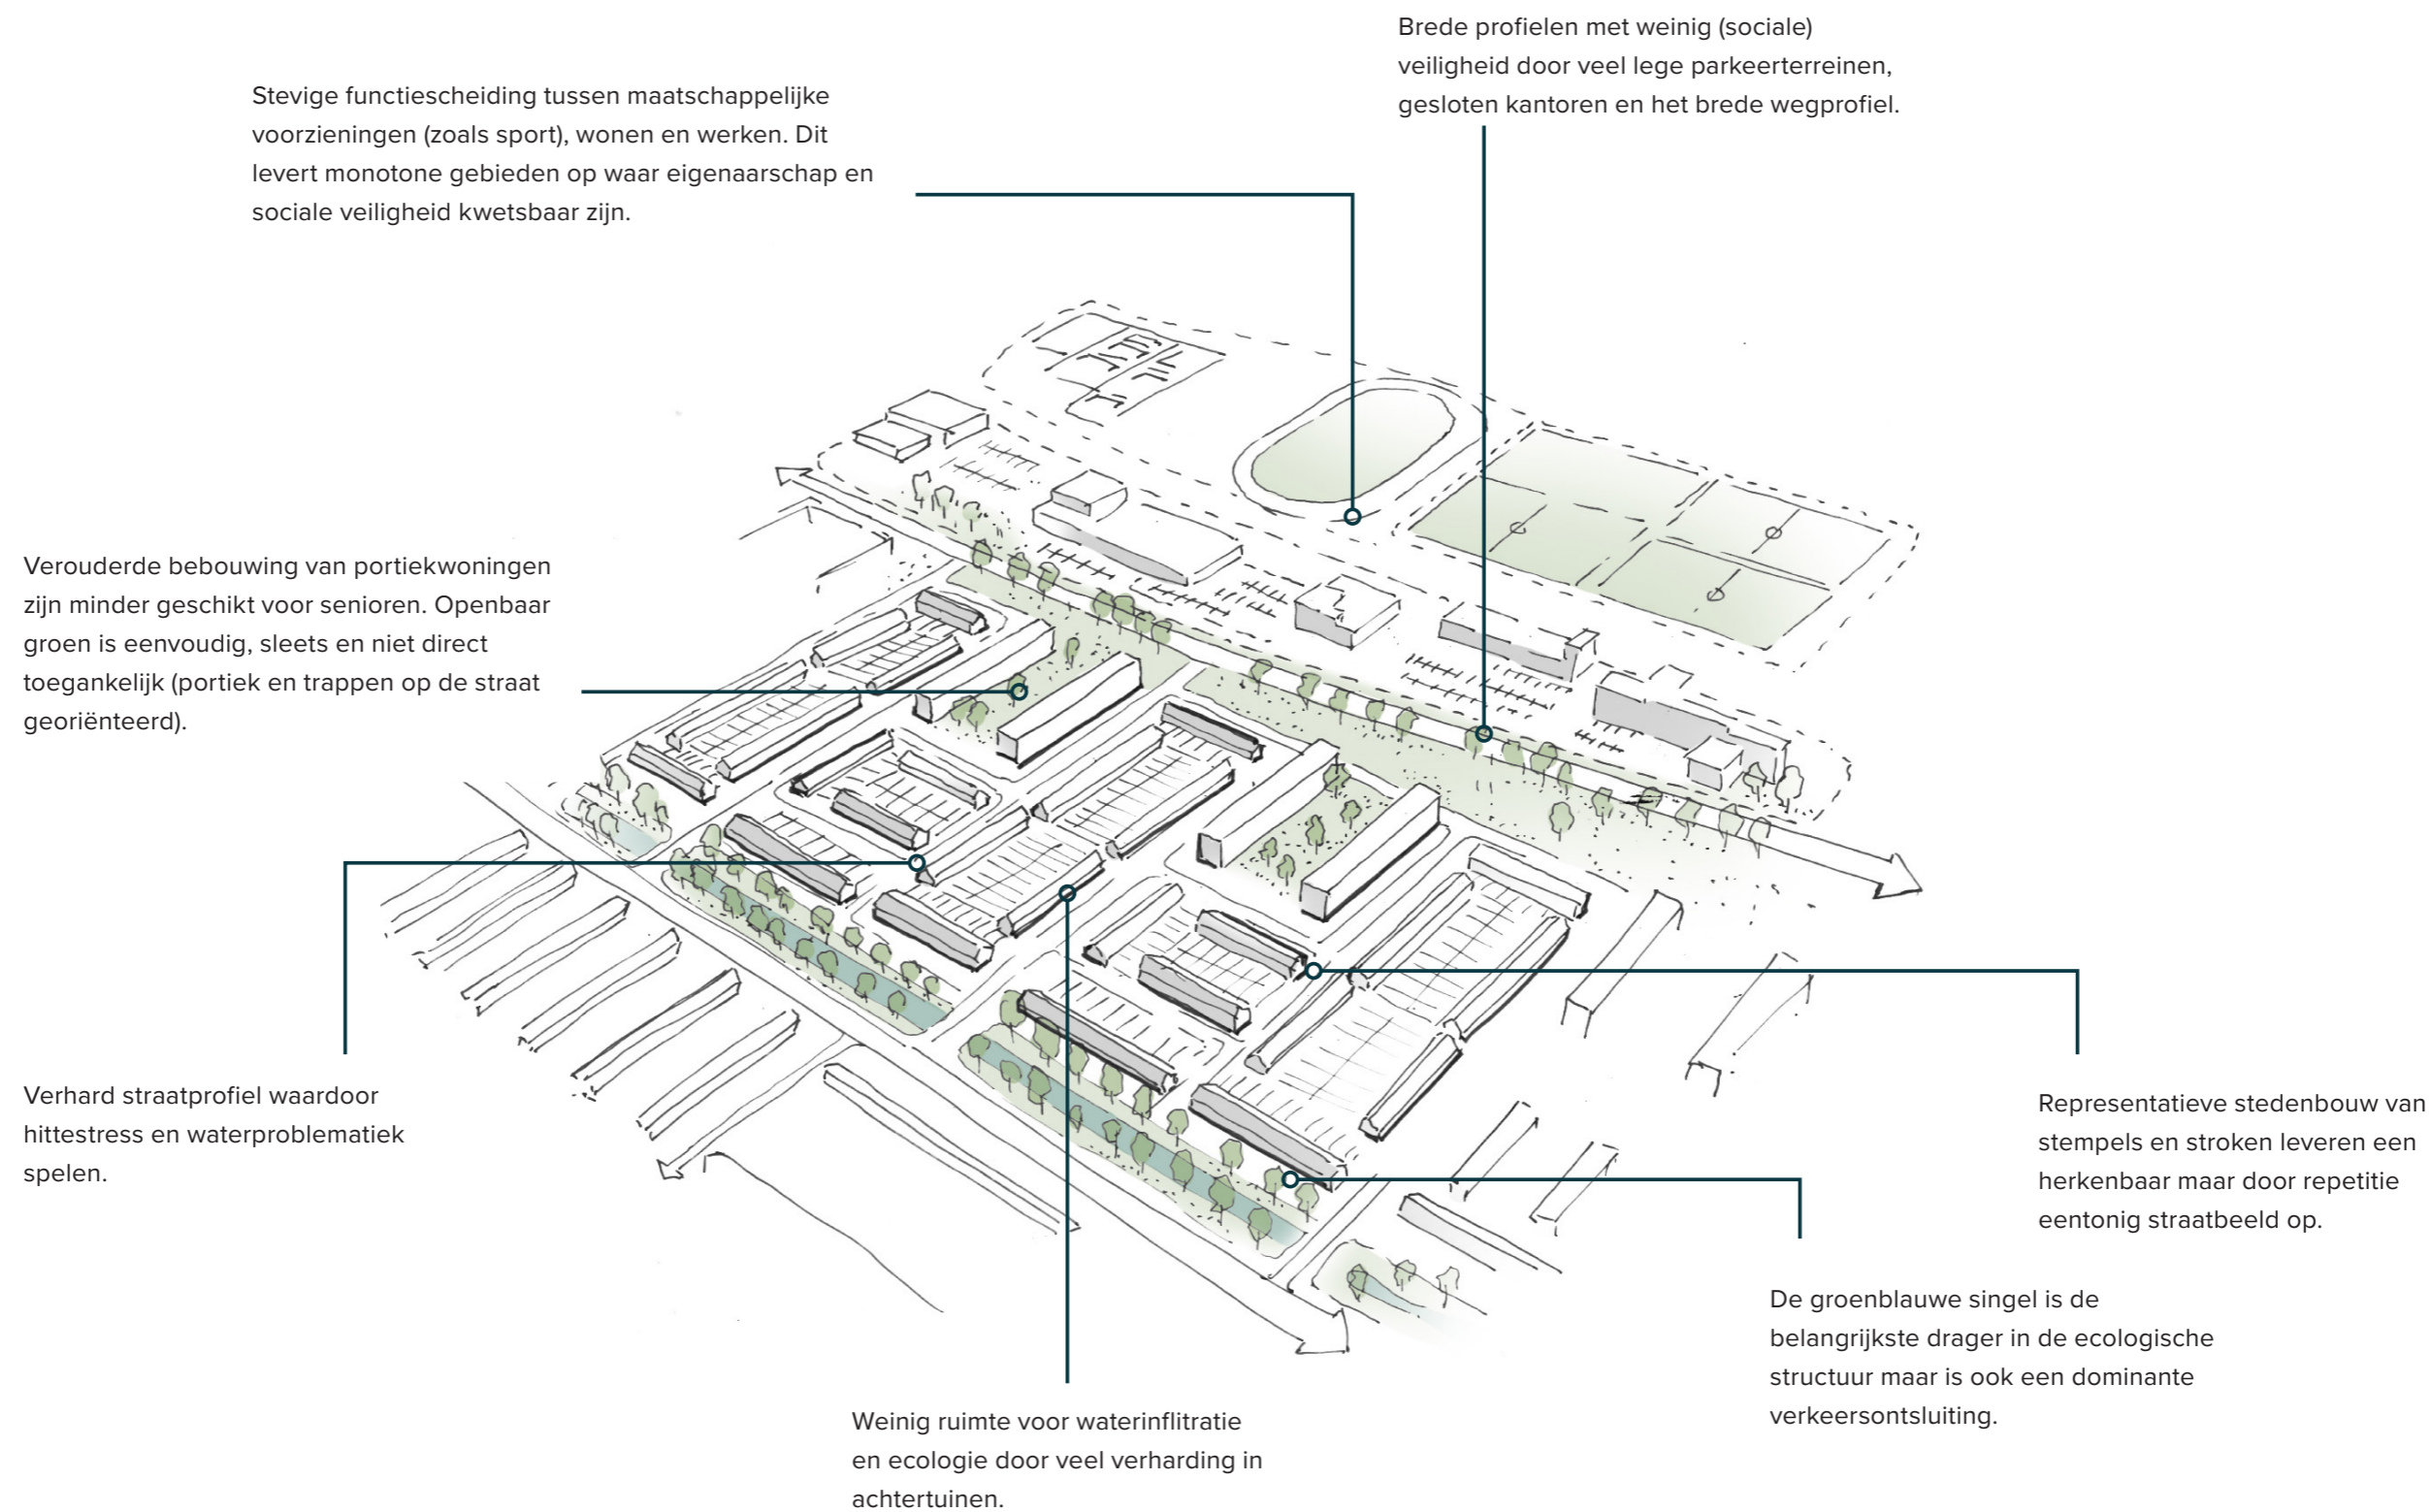 Brede profielen met weinig (sociale)
veiligheid door veel lege parkeerterreinen,
gesloten kantoren en het brede wegprofiel.
Stevige functiescheiding tussen maatschappelijke
voorzieningen (zoals sport), wonen en werken. Dit
levert monotone gebieden op waar eigenaarschap en
sociale veiligheid kwetsbaar zijn.
Verouderde bebouwing van portiekwoningen
zijn minder geschikt voor senioren. Openbaar
groen is eenvoudig, sleets en niet direct
toegankelijk (portiek en trappen op de straat
georiënteerd).
Verhard straatprofiel waardoor
hittestress en waterproblematiek
spelen.
Representatieve stedenbouw van
stempels en stroken leveren een
herkenbaar maar door repetitie
eentonig straatbeeld op.
De groenblauwe singel is de
belangrijkste drager in de ecologische
structuur maar is ook een dominante
verkeersontsluiting.
Weinig ruimte voor waterinflitratie
en ecologie door veel verharding in
achtertuinen.